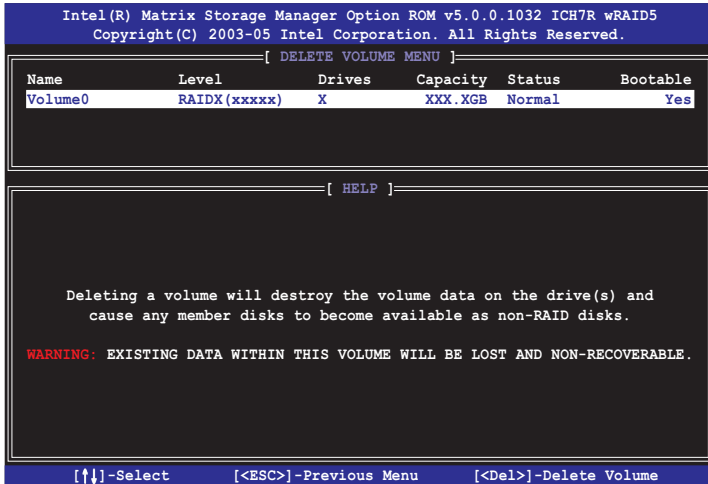 Intel(R) Matrix Storage Manager Option ROM v5.0.0.1032 ICH7R wRAID5
Copyright(C) 2003-05 Intel Corporation. All Rights Reserved.
[ DELETE VOLUME MENU ]
Name Level Drives Capacity Status Bootable
Volume0 RAIDX(xxxxx) X XXX.XGB Normal Yes
[ HELP ]
Deleting a volume will destroy the volume data on the drive(s) and
cause any member disks to become available as non-RAID disks.
WARNING: EXISTING DATA WITHIN THIS VOLUME WILL BE LOST AND NON-RECOVERABLE.
[↑↓]-Select [<ESC>]-Previous Menu [<Del>]-Delete Volume